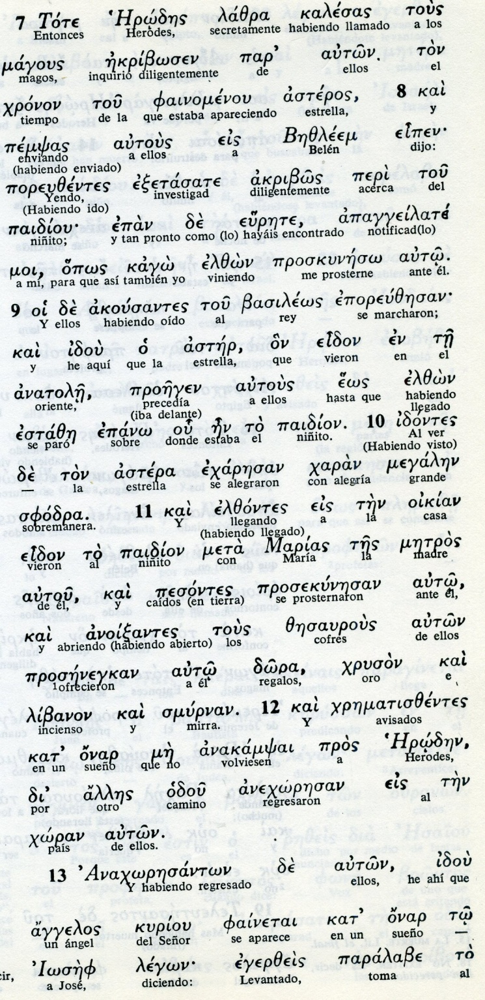 7 Τότε Ἡρῴδης λάθρᾳ καλέσας τοὺς
Entonces Herodes, secretamente habiendo llamado a los
μάγους ἠκρίβωσεν παρ' αὐτῶν τὸν
magos, inquirió diligentemente de ellos el
χρόνον τοῦ φαινομένου ἀστέρος, 8 καὶ
tiempo de la que estaba apareciendo estrella, y
πέμψας αὐτοὺς εἰς Βηθλέεμ εἶπεν·
enviando a ellos a Belén dijo:
(habiendo enviado)
πορευθέντες ἐξετάσατε ἀκριβῶς περὶ τοῦ
Yendo, investigad diligentemente acerca del
(Habiendo ido)
παιδίου· ἐπὰν δὲ εὕρητε, ἀπαγγείλατέ
niñito; y tan pronto como (lo) hayáis encontrado notificad(lo)
μοι, ὅπως κἀγὼ ἐλθὼν προσκυνήσω αὐτῷ.
a mí, para que así también yo viniendo me prosterne ante él.
9 οἱ δὲ ἀκούσαντες τοῦ βασιλέως ἐπορεύθησαν·
Y ellos habiendo oído al rey se marcharon;
καὶ ἰδοὺ ὁ ἀστήρ, ὃν εἶδον ἐν τῇ
y he aquí que la estrella, que vieron en el
ἀνατολῇ, προῆγεν αὐτοὺς ἕως ἐλθὼν
oriente, precedía a ellos hasta que habiendo
(iba delante) llegado
ἐστάθη ἐπάνω οὗ ἦν τὸ παιδίον. 10 ἰδόντες
se paró sobre donde estaba el niñito. Al ver
(Habiendo visto)
δὲ τὸν ἀστέρα ἐχάρησαν χαρὰν μεγάλην
— la estrella se alegraron con alegría grande
σφόδρα. 11 καὶ ἐλθόντες εἰς τὴν οἰκίαν
sobremanera. Y llegando a la casa
(habiendo llegado)
εἶδον τὸ παιδίον μετὰ Μαρίας τῆς μητρὸς
vieron al niñito con María la madre
αὐτοῦ, καὶ πεσόντες προσεκύνησαν αὐτῷ,
de él, y caídos (en tierra) se prosternaron ante él,
καὶ ἀνοίξαντες τοὺς θησαυροὺς αὐτῶν
y abriendo (habiendo abierto) los cofres de ellos
προσήνεγκαν αὐτῷ δῶρα, χρυσὸν καὶ
ofrecieron a él regalos, oro e
λίβανον καὶ σμύρναν. 12 καὶ χρηματισθέντες
incienso y mirra. Y avisados
κατ' ὄναρ μὴ ἀνακάμψαι πρὸς Ἡρῴδην,
en un sueño que no volviesen a Herodes,
δι' ἄλλης ὁδοῦ ἀνεχώρησαν εἰς τὴν
por otro camino regresaron al
χώραν αὐτῶν.
país de ellos.
13 Ἀναχωρησάντων δὲ αὐτῶν, ἰδοὺ
Y habiendo regresado ellos, he ahí que
ἄγγελος κυρίου φαίνεται κατ' ὄναρ τῷ
un ángel del Señor se aparece en un sueño —
Ἰωσὴφ λέγων· ἐγερθεὶς παράλαβε τὸ
a José, diciendo: Levantado, toma al